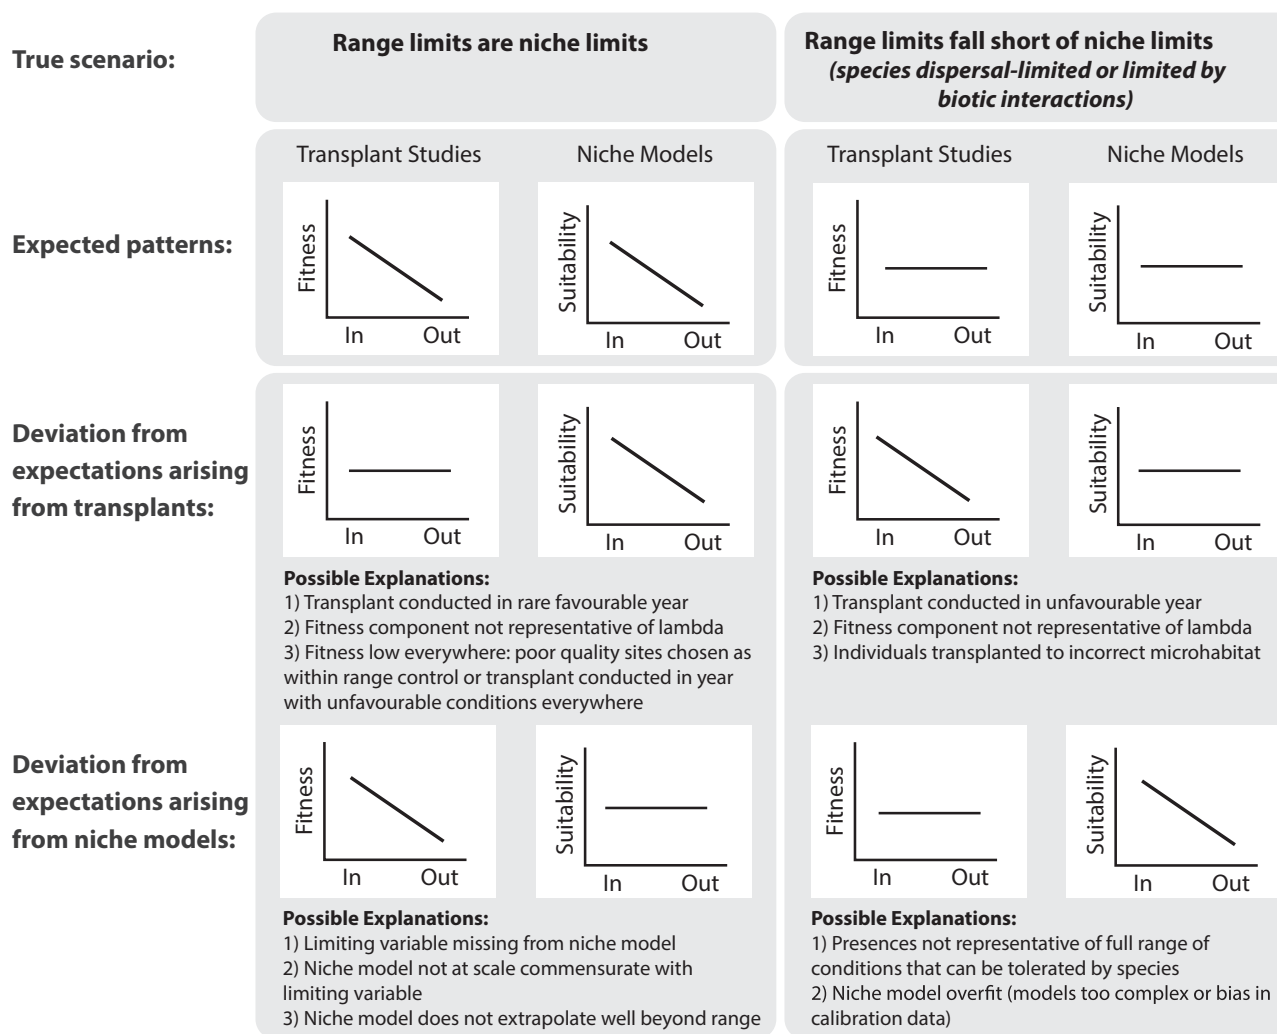 True scenario:
Range limits are niche limits
Range limits fall short of niche limits
(species dispersal-limited or limited by
biotic interactions)
Expected patterns:
Transplant Studies
Niche Models
Transplant Studies
Niche Models
Fitness
In Out
Suitability
In Out
Fitness
In Out
Suitability
In Out
Deviation from
expectations arising
from transplants:
Fitness
In Out
Suitability
In Out
Fitness
In Out
Suitability
In Out
Possible Explanations:
1) Transplant conducted in rare favourable year
2) Fitness component not representative of lambda
3) Fitness low everywhere: poor quality sites chosen as
within range control or transplant conducted in year
with unfavourable conditions everywhere
Possible Explanations:
1) Transplant conducted in unfavourable year
2) Fitness component not representative of lambda
3) Individuals transplanted to incorrect microhabitat
Deviation from
expectations arising
from niche models:
Fitness
In Out
Suitability
In Out
Fitness
In Out
Suitability
In Out
Possible Explanations:
1) Limiting variable missing from niche model
2) Niche model not at scale commensurate with
limiting variable
3) Niche model does not extrapolate well beyond range
Possible Explanations:
1) Presences not representative of full range of
conditions that can be tolerated by species
2) Niche model overfit (models too complex or bias in
calibration data)